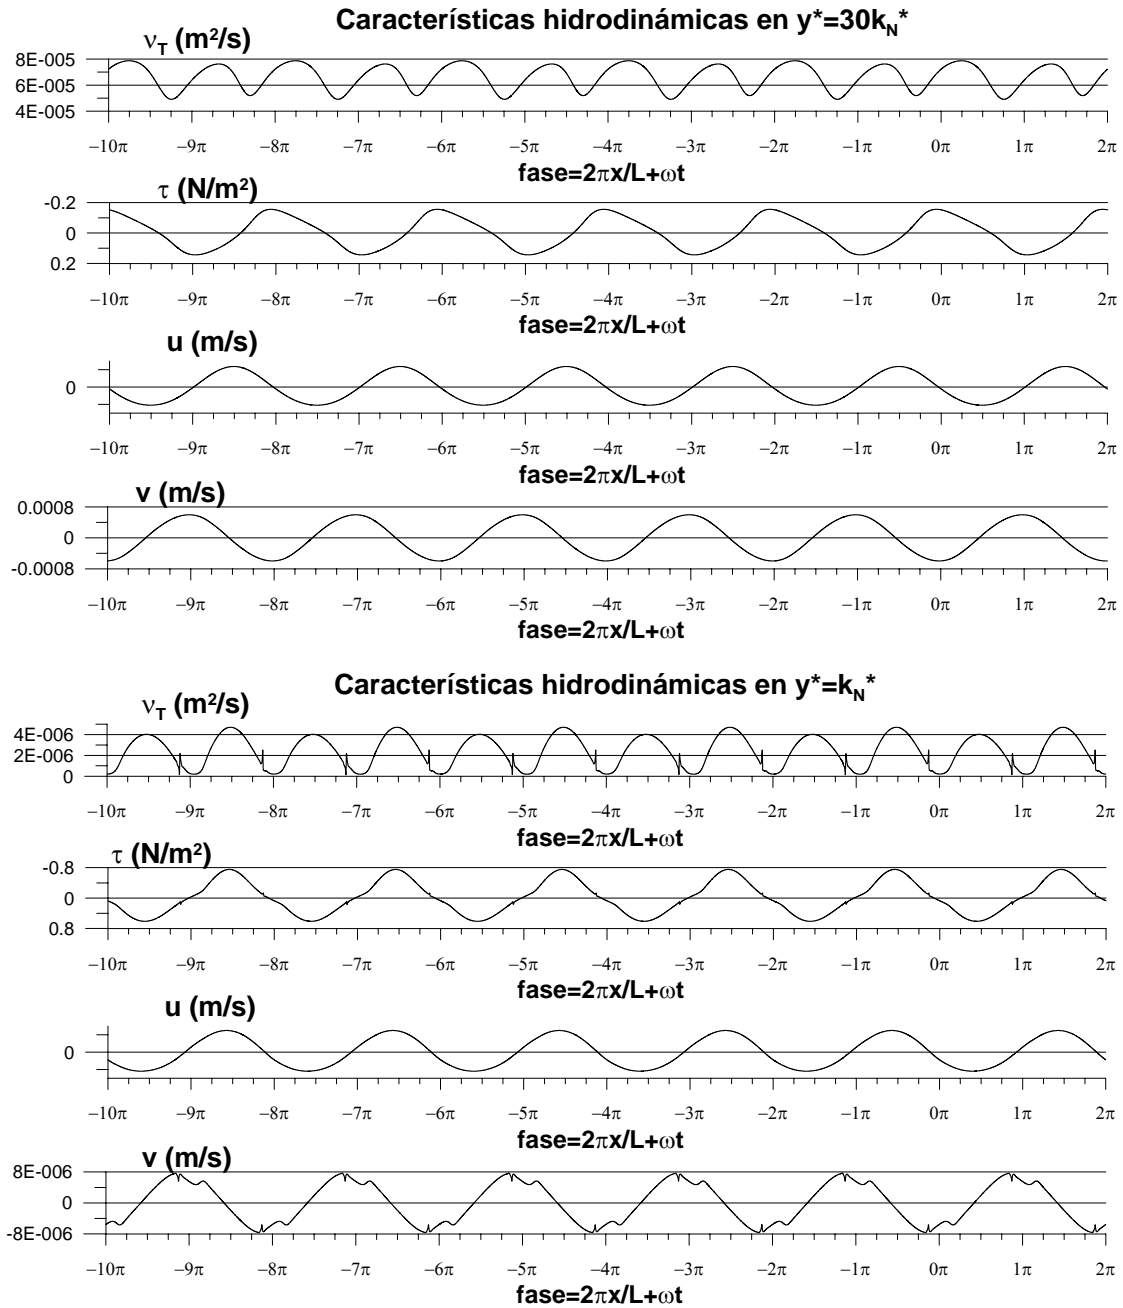 Características hidrodinámicas en y*=30k_N*
ν_T (m²/s)
8E-005
6E-005
4E-005
−10π −9π −8π −7π −6π −5π −4π −3π −2π −1π 0π 1π 2π
fase=2πx/L+ωt
τ (N/m²)
-0.2
0
0.2
−10π −9π −8π −7π −6π −5π −4π −3π −2π −1π 0π 1π 2π
fase=2πx/L+ωt
u (m/s)
0
−10π −9π −8π −7π −6π −5π −4π −3π −2π −1π 0π 1π 2π
fase=2πx/L+ωt
v (m/s)
0.0008
0
-0.0008
−10π −9π −8π −7π −6π −5π −4π −3π −2π −1π 0π 1π 2π
fase=2πx/L+ωt
Características hidrodinámicas en y*=k_N*
ν_T (m²/s)
4E-006
2E-006
0
−10π −9π −8π −7π −6π −5π −4π −3π −2π −1π 0π 1π 2π
fase=2πx/L+ωt
τ (N/m²)
-0.8
0
0.8
−10π −9π −8π −7π −6π −5π −4π −3π −2π −1π 0π 1π 2π
fase=2πx/L+ωt
u (m/s)
0
−10π −9π −8π −7π −6π −5π −4π −3π −2π −1π 0π 1π 2π
fase=2πx/L+ωt
v (m/s)
8E-006
0
-8E-006
−10π −9π −8π −7π −6π −5π −4π −3π −2π −1π 0π 1π 2π
fase=2πx/L+ωt